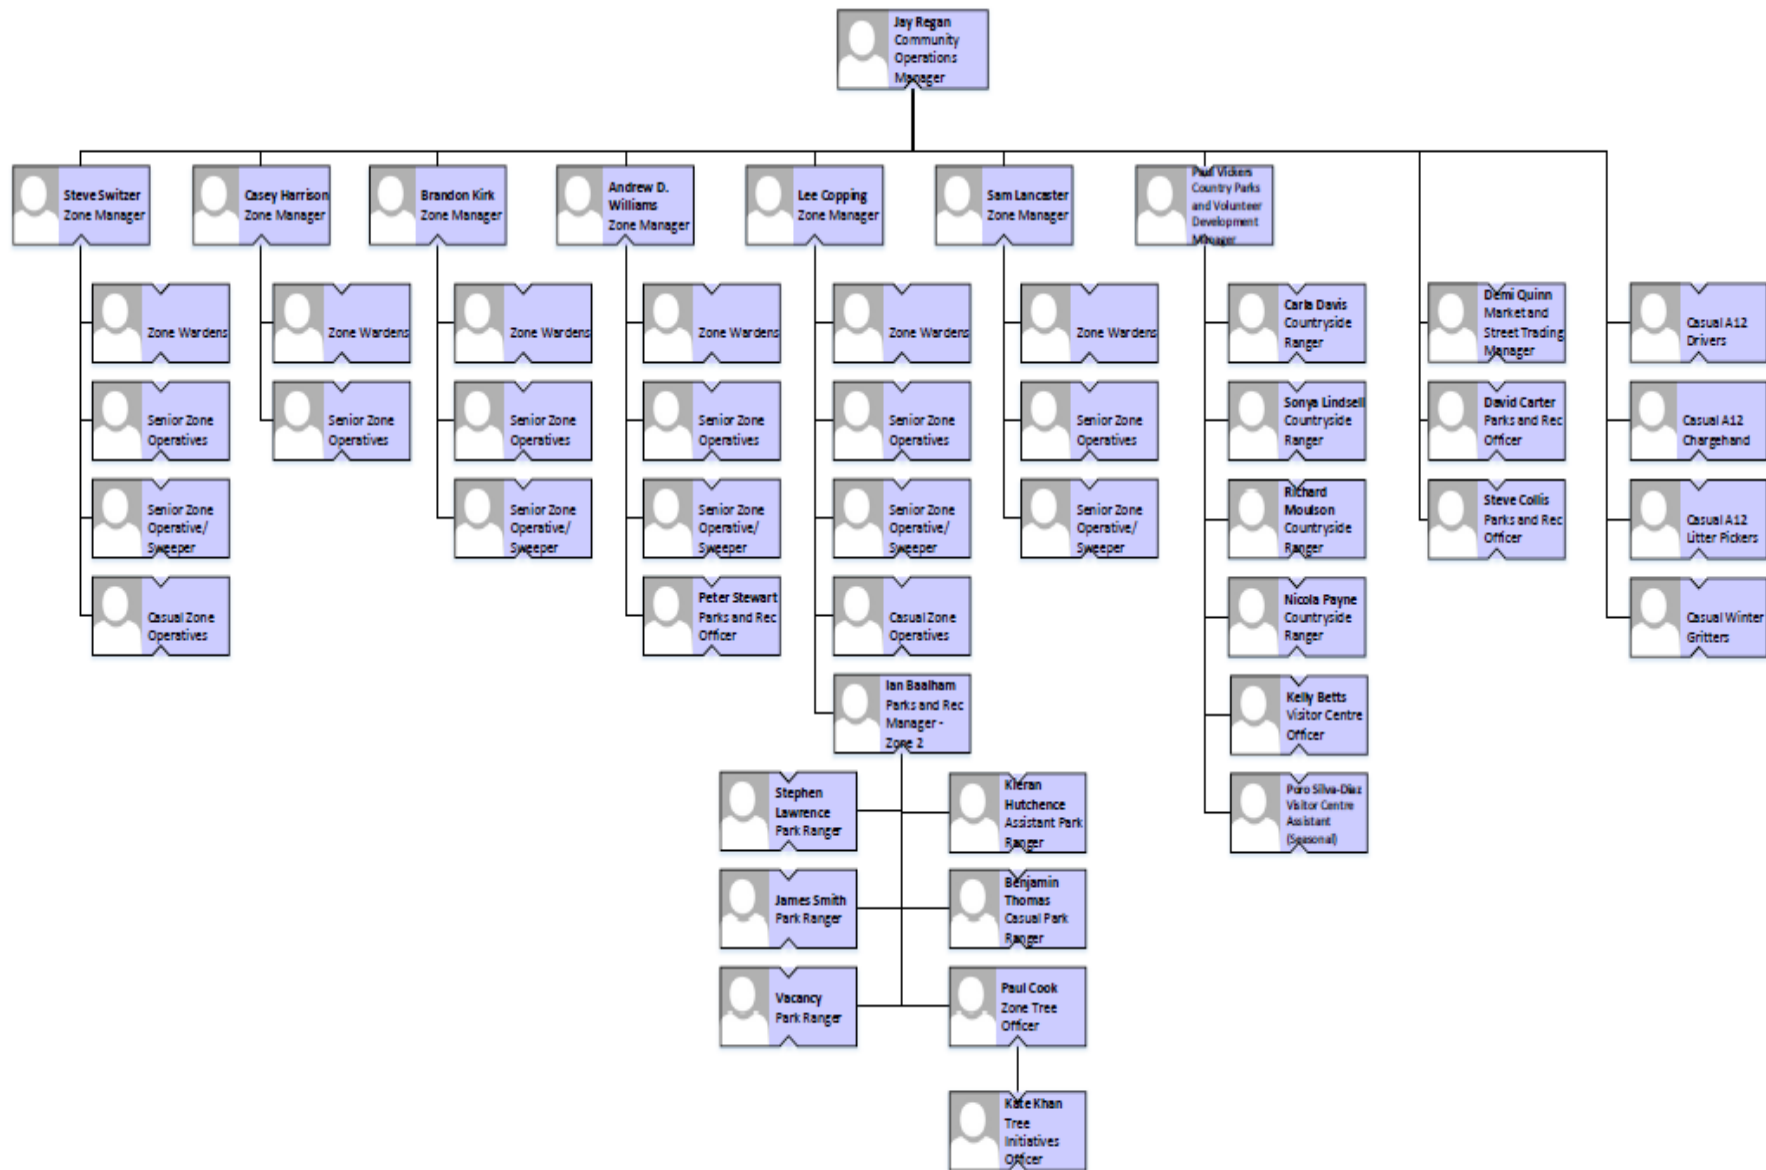 Jay Regan
Community
Operations
Manager
Steve Switzer
Zone Manager
Casey Harrison
Zone Manager
Brandon Kirk
Zone Manager
Andrew D.
Williams
Zone Manager
Lee Copping
Zone Manager
Sam Lancaster
Zone Manager
Paul Vickers
Country Parks
and Volunteer
Development
Manager
Zone Wardens
Zone Wardens
Zone Wardens
Zone Wardens
Zone Wardens
Zone Wardens
Carla Davis
Countryside
Ranger
Demi Quinn
Market and
Street Trading
Manager
Casual A12
Drivers
Senior Zone
Operatives
Senior Zone
Operatives
Senior Zone
Operatives
Senior Zone
Operatives
Senior Zone
Operatives
Senior Zone
Operatives
Sonya Lindsell
Countryside
Ranger
David Carter
Parks and Rec
Officer
Casual A12
Chargehand
Senior Zone
Operative/
Sweeper
Senior Zone
Operative/
Sweeper
Senior Zone
Operative/
Sweeper
Senior Zone
Operative/
Sweeper
Senior Zone
Operative/
Sweeper
Richard
Moulson
Countryside
Ranger
Steve Collis
Parks and Rec
Officer
Casual A12
Litter Pickers
Casual Zone
Operatives
Peter Stewart
Parks and Rec
Officer
Casual Zone
Operatives
Nicola Payne
Countryside
Ranger
Casual Winter
Gritters
Ian Baalham
Parks and Rec
Manager -
Zone 2
Kelly Betts
Visitor Centre
Officer
Stephen
Lawrence
Park Ranger
Kieran
Hutchence
Assistant Park
Ranger
Puro Silva-Diaz
Visitor Centre
Assistant
(Seasonal)
James Smith
Park Ranger
Benjamin
Thomas
Casual Park
Ranger
Vacancy
Park Ranger
Paul Cook
Zone Tree
Officer
Kate Khan
Tree
Initiatives
Officer